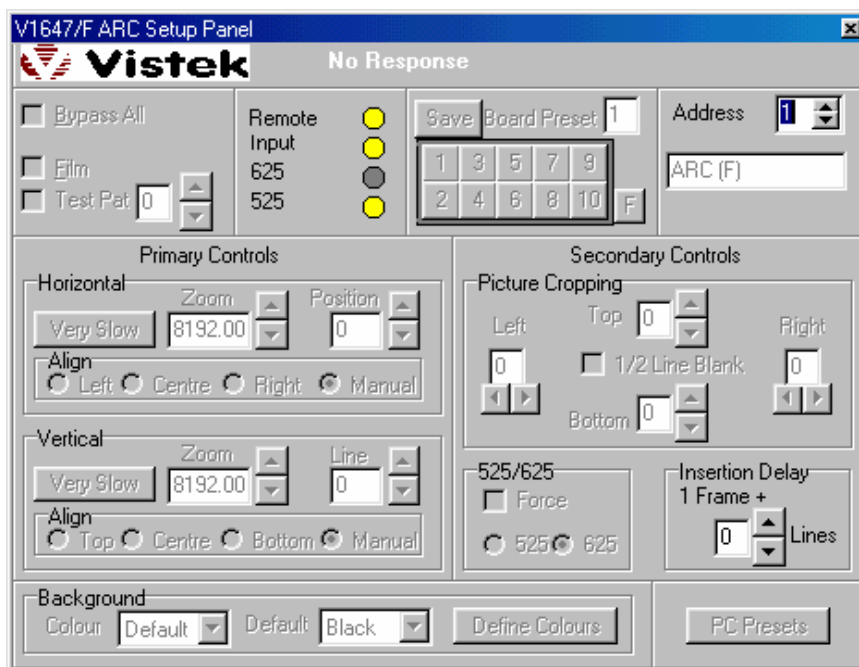 V1647/F ARC Setup Panel
Vistek
No Response
Bypass All
Film
Test Pat 0
Remote
Input
625
525
Save Board Preset 1
1 3 5 7 9
2 4 6 8 10 F
Address 1
ARC (F)
Primary Controls
Horizontal
Zoom Position
Very Slow 8192.00 0
Align
Left Centre Right Manual
Vertical
Zoom Line
Very Slow 8192.00 0
Align
Top Centre Bottom Manual
Secondary Controls
Picture Cropping
Left Top 0 Right
0 1/2 Line Blank 0
Bottom 0
525/625
Force
525 625
Insertion Delay
1 Frame +
0 Lines
Background
Colour Default Default Black Define Colours
PC Presets